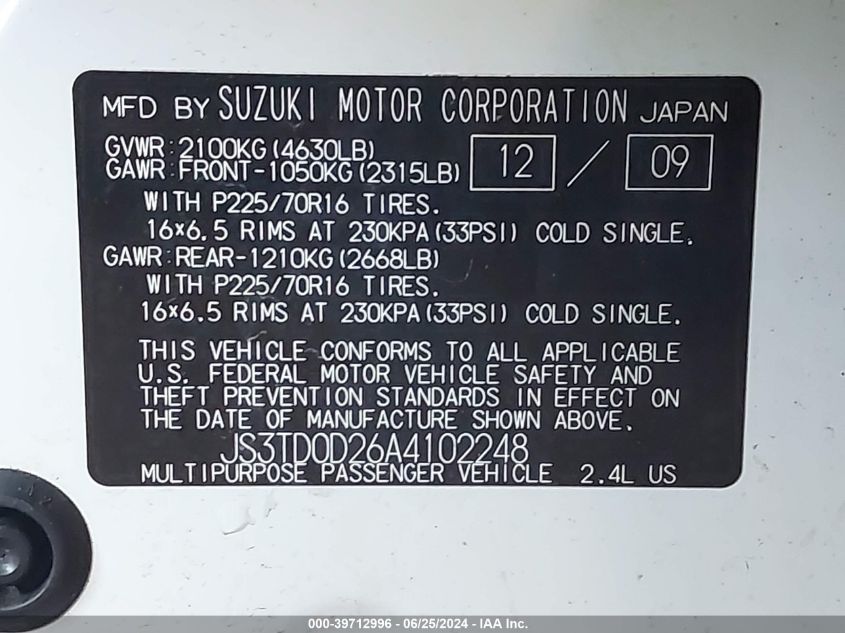 MFD BY SUZUKI MOTOR CORPORATION JAPAN
GVWR:2100KG(4630LB)
12 / 09
GAWR:FRONT-1050KG(2315LB)
WITH P225/70R16 TIRES.
16×6.5 RIMS AT 230KPA(33PSI) COLD SINGLE.
GAWR:REAR-1210KG(2668LB)
WITH P225/70R16 TIRES.
16×6.5 RIMS AT 230KPA(33PSI) COLD SINGLE.
THIS VEHICLE CONFORMS TO ALL APPLICABLE
U.S. FEDERAL MOTOR VEHICLE SAFETY AND
THEFT PREVENTION STANDARDS IN EFFECT ON
THE DATE OF MANUFACTURE SHOWN ABOVE.
JS3TD0D26A4102248
MULTIPURPOSE PASSENGER VEHICLE 2.4L US
000-39712996 - 06/25/2024 - IAA Inc.